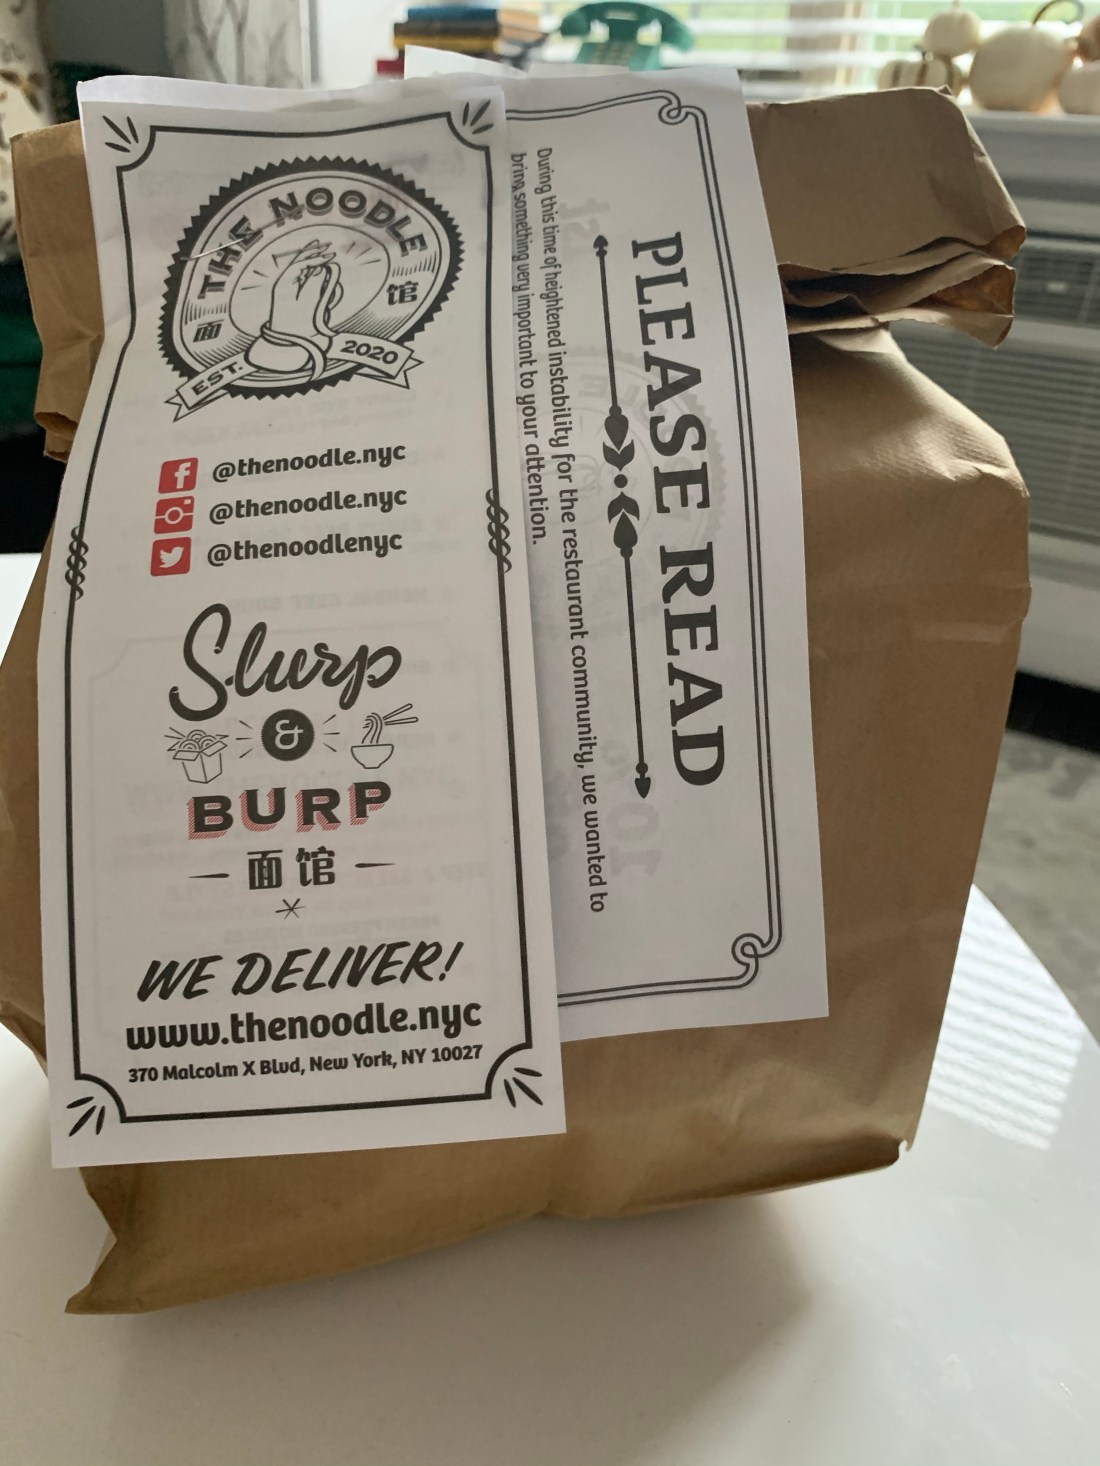 THE NOODLE
面 馆
EST. 2020
@thenoodle.nyc
@thenoodle.nyc
@thenoodlenyc
Slurp
&
BURP
面馆
WE DELIVER!
www.thenoodle.nyc
370 Malcolm X Blvd, New York, NY 10027
PLEASE READ
During this time of heightened instability for the restaurant community, we wanted to
bring something very important to your attention.